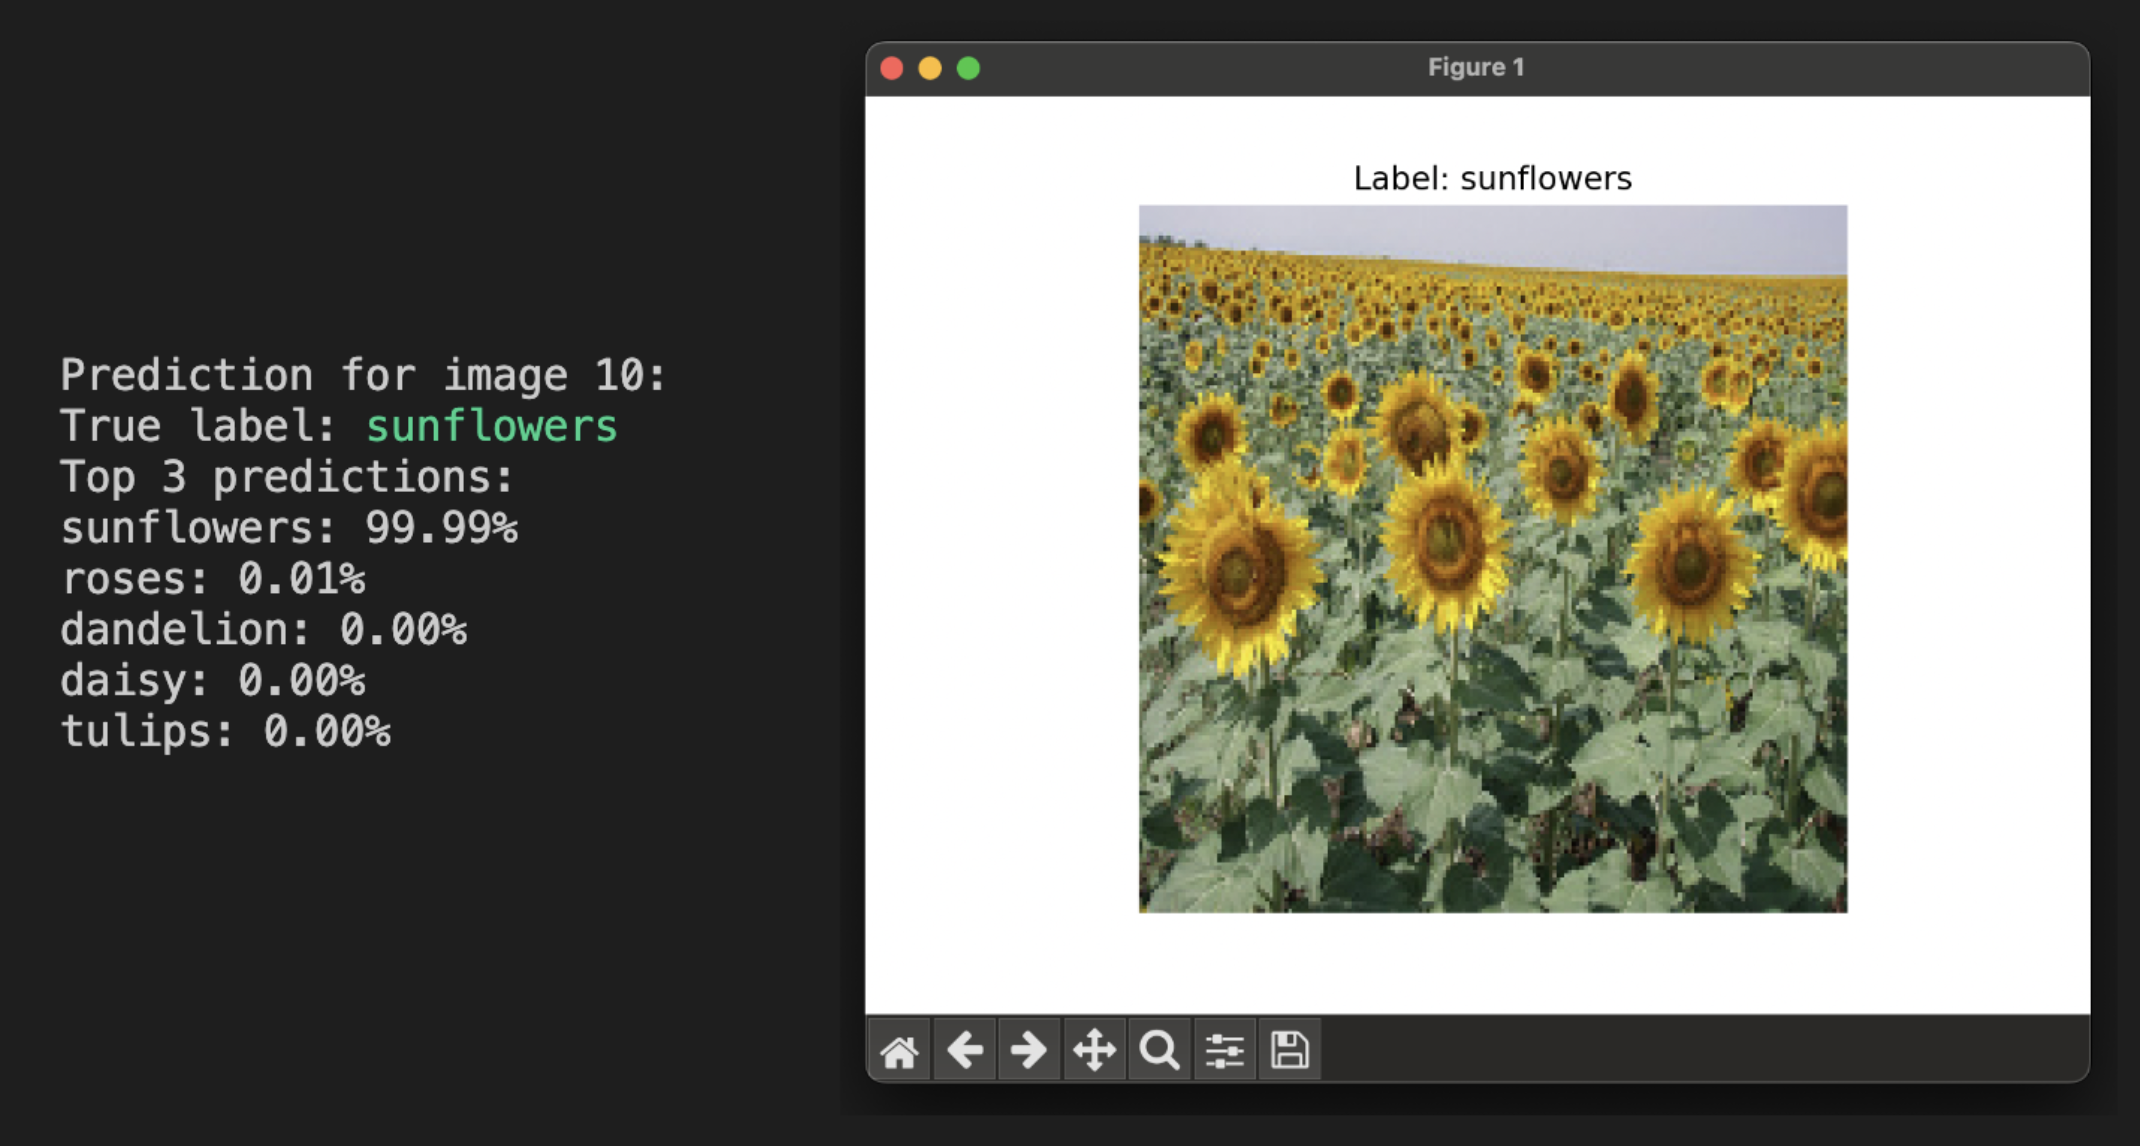 Prediction for image 10:
True label: sunflowers
Top 3 predictions:
sunflowers: 99.99%
roses: 0.01%
dandelion: 0.00%
daisy: 0.00%
tulips: 0.00%
Figure 1
Label: sunflowers